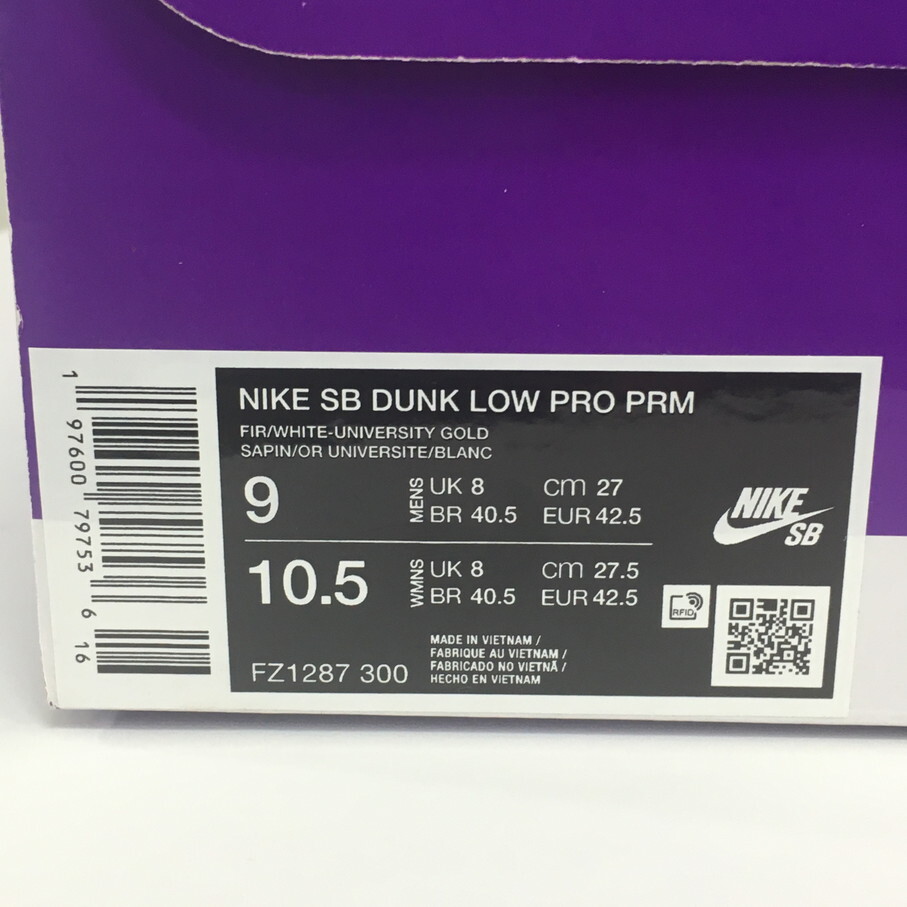 NIKE SB DUNK LOW PRO PRM
FIR/WHITE-UNIVERSITY GOLD
SAPIN/OR UNIVERSITE/BLANC
9 MENS UK 8 cm 27
BR 40.5 EUR 42.5
10.5 WMNS UK 8 cm 27.5
BR 40.5 EUR 42.5
NIKE
SB
RFID
MADE IN VIETNAM /
FABRIQUE AU VIETNAM /
FABRICADO NO VIETNÃ /
HECHO EN VIETNAM
FZ1287 300
1 97600 79753 6 16